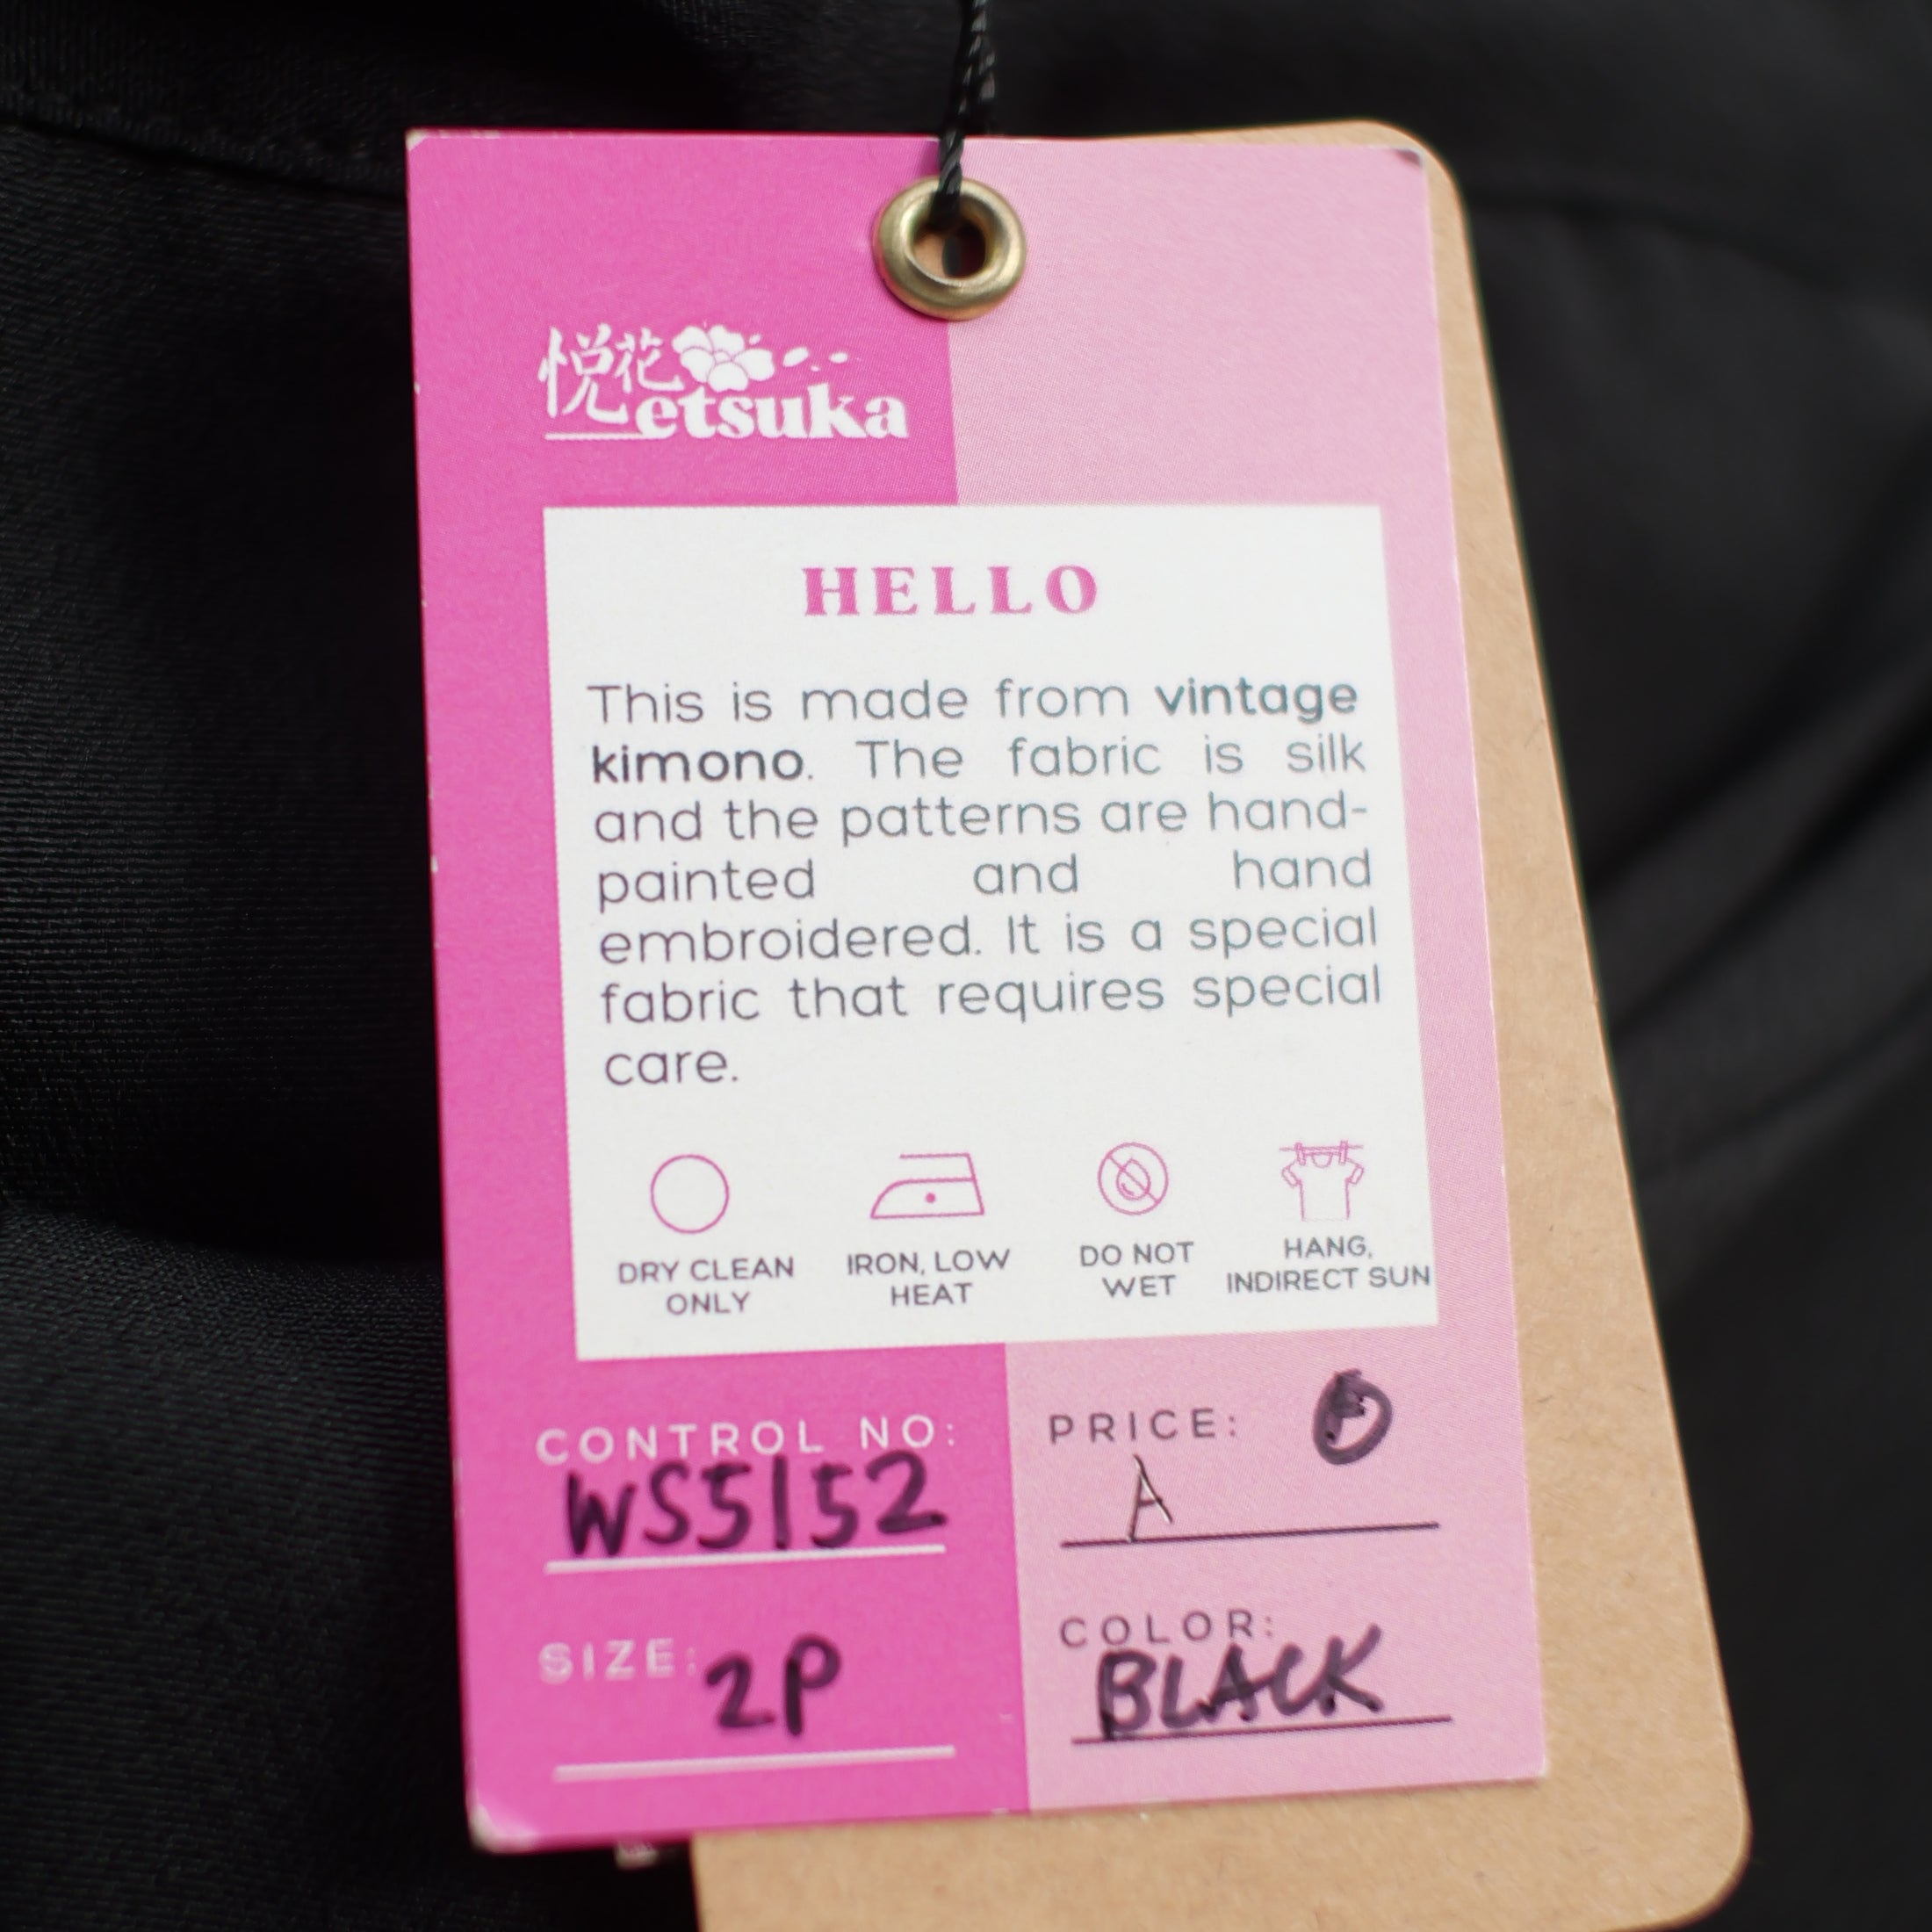 悦花
etsuka
HELLO
This is made from vintage
kimono. The fabric is silk
and the patterns are hand-
painted and hand
embroidered. It is a special
fabric that requires special
care.
DRY CLEAN
ONLY
IRON, LOW
HEAT
DO NOT
WET
HANG,
INDIRECT SUN
CONTROL NO:
WS5152
PRICE:
A
SIZE: 2P
COLOR:
BLACK